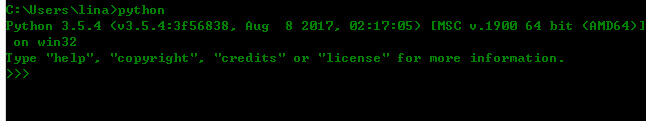 C:\Users\lina>python
Python 3.5.4 (v3.5.4:3f56838, Aug  8 2017, 02:17:05) [MSC v.1900 64 bit (AMD64)]
 on win32
Type "help", "copyright", "credits" or "license" for more information.
>>>